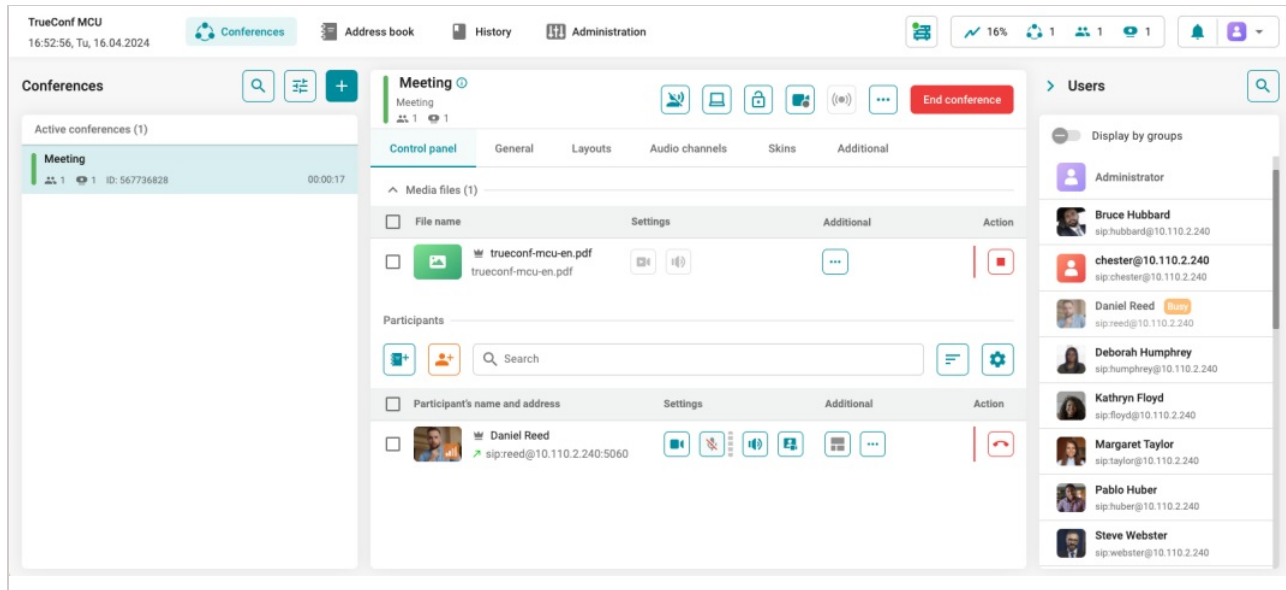 TrueConf MCU
16:52:56, Tu, 16.04.2024
Conferences
Address book
History
Administration
16%
1
1
1
Conferences
Active conferences (1)
Meeting
1 1 ID: 567736828 00:00:17
Meeting
Meeting
1 1
End conference
Control panel General Layouts Audio channels Skins Additional
Media files (1)
File name Settings Additional Action
trueconf-mcu-en.pdf
trueconf-mcu-en.pdf
Participants
Search
Participant's name and address Settings Additional Action
Daniel Reed
sip:reed@10.110.2.240:5060
Users
Display by groups
Administrator
Bruce Hubbard
sip:hubbard@10.110.2.240
chester@10.110.2.240
sip:chester@10.110.2.240
Daniel Reed Busy
sip:reed@10.110.2.240
Deborah Humphrey
sip:humphrey@10.110.2.240
Kathryn Floyd
sip:floyd@10.110.2.240
Margaret Taylor
sip:taylor@10.110.2.240
Pablo Huber
sip:huber@10.110.2.240
Steve Webster
sip:webster@10.110.2.240